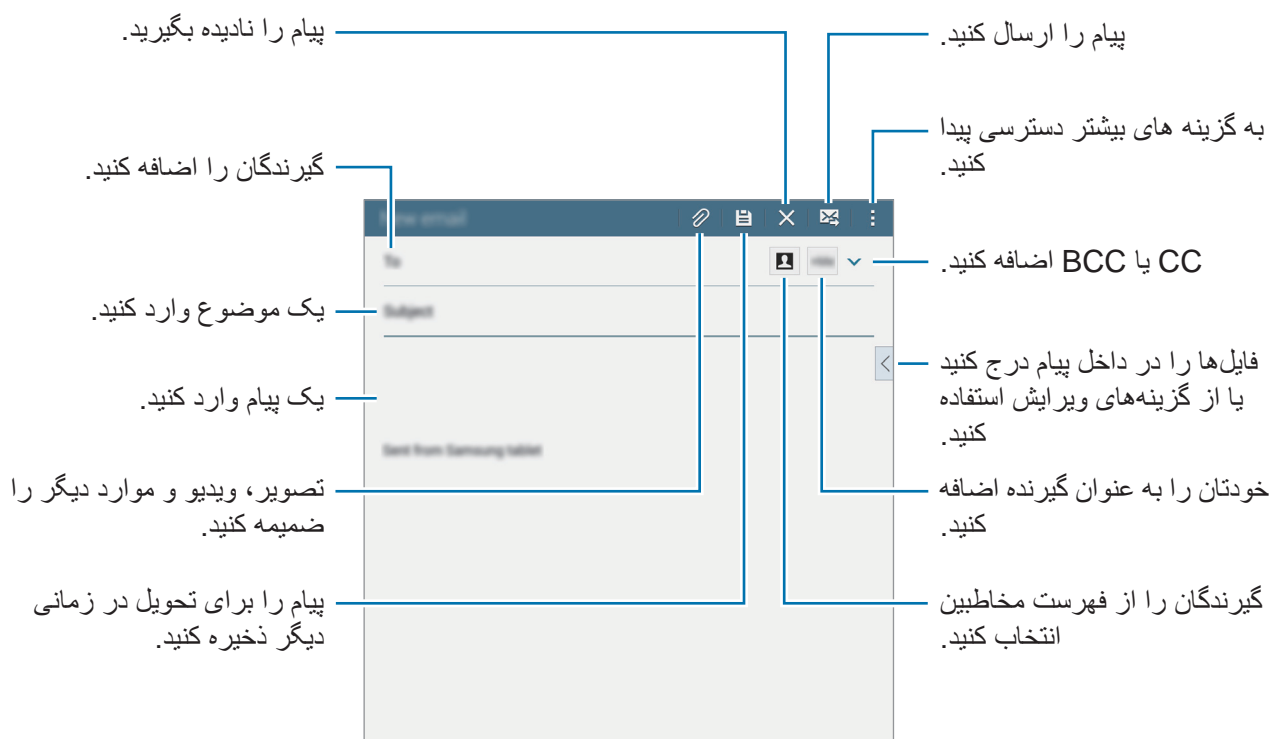 پیام را نادیده بگیرید.
پیام را ارسال کنید.
به گزینه های بیشتر دسترسی پیدا
کنید.
گیرندگان را اضافه کنید.
New email
To
CC یا BCC اضافه کنید.
یک موضوع وارد کنید.
Subject
فایل‌ها را در داخل پیام درج کنید
یا از گزینه‌های ویرایش استفاده
کنید.
یک پیام وارد کنید.
Sent from Samsung tablet
تصویر، ویدیو و موارد دیگر را
ضمیمه کنید.
خودتان را به عنوان گیرنده اضافه
کنید.
پیام را برای تحویل در زمانی
دیگر ذخیره کنید.
گیرندگان را از فهرست مخاطبین
انتخاب کنید.